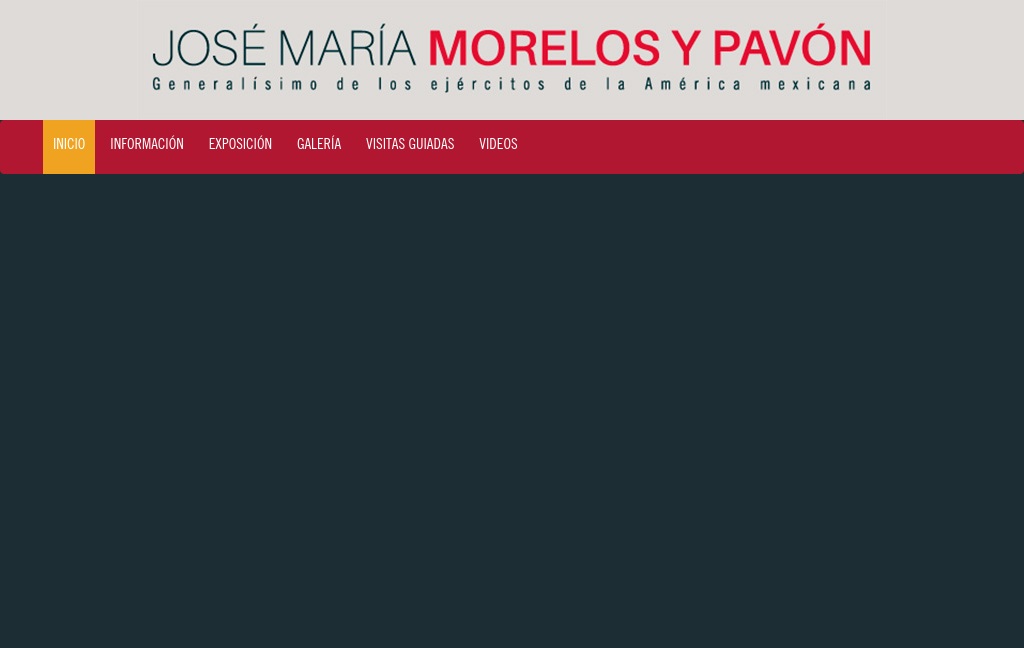 JOSÉ MARÍA MORELOS Y PAVÓN
Generalísimo de los ejércitos de la América mexicana
INICIO INFORMACIÓN EXPOSICIÓN GALERÍA VISITAS GUIADAS VIDEOS